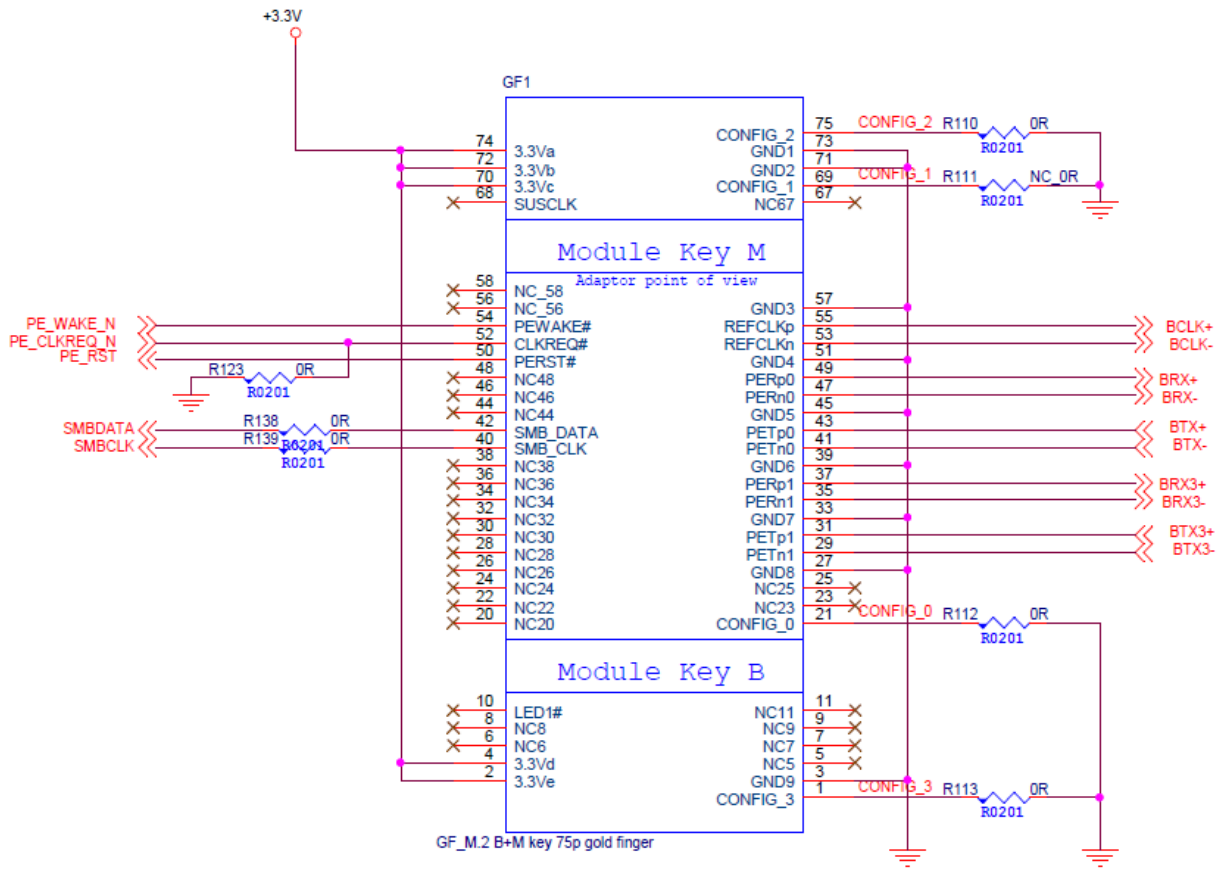 +3.3V
GF1
74 3.3Va
72 3.3Vb
70 3.3Vc
68 SUSCLK
CONFIG_2 75 CONFIG_2 R110 0R
R0201
GND1 73
GND2 71
CONFIG_1 69 CONFIG_1 R111 NC_0R
R0201
NC67 67
Module Key M
Adaptor point of view
58 NC_58
56 NC_56
PE_WAKE_N 54 PEWAKE#
PE_CLKREQ_N 52 CLKREQ#
PE_RST 50 PERST#
R123 0R
R0201
48 NC48
46 NC46
44 NC44
SMBDATA R138 0R 42 SMB_DATA
R0201
SMBCLK R139 0R 40 SMB_CLK
R0201
38 NC38
36 NC36
34 NC34
32 NC32
30 NC30
28 NC28
26 NC26
24 NC24
22 NC22
20 NC20
GND3 57
REFCLKp 55 BCLK+
REFCLKn 53 BCLK-
GND4 51
PERp0 49 BRX+
PERn0 47 BRX-
GND5 45
PETp0 43 BTX+
PETn0 41 BTX-
GND6 39
PERp1 37 BRX3+
PERn1 35 BRX3-
GND7 33
PETp1 31 BTX3+
PETn1 29 BTX3-
GND8 27
NC25 25
NC23 23
CONFIG_0 21 CONFIG_0 R112 0R
R0201
Module Key B
10 LED1#
8 NC8
6 NC6
4 3.3Vd
2 3.3Ve
NC11 11
NC9 9
NC7 7
NC5 5
GND9 3
CONFIG_3 1 CONFIG_3 R113 0R
R0201
GF_M.2 B+M key 75p gold finger